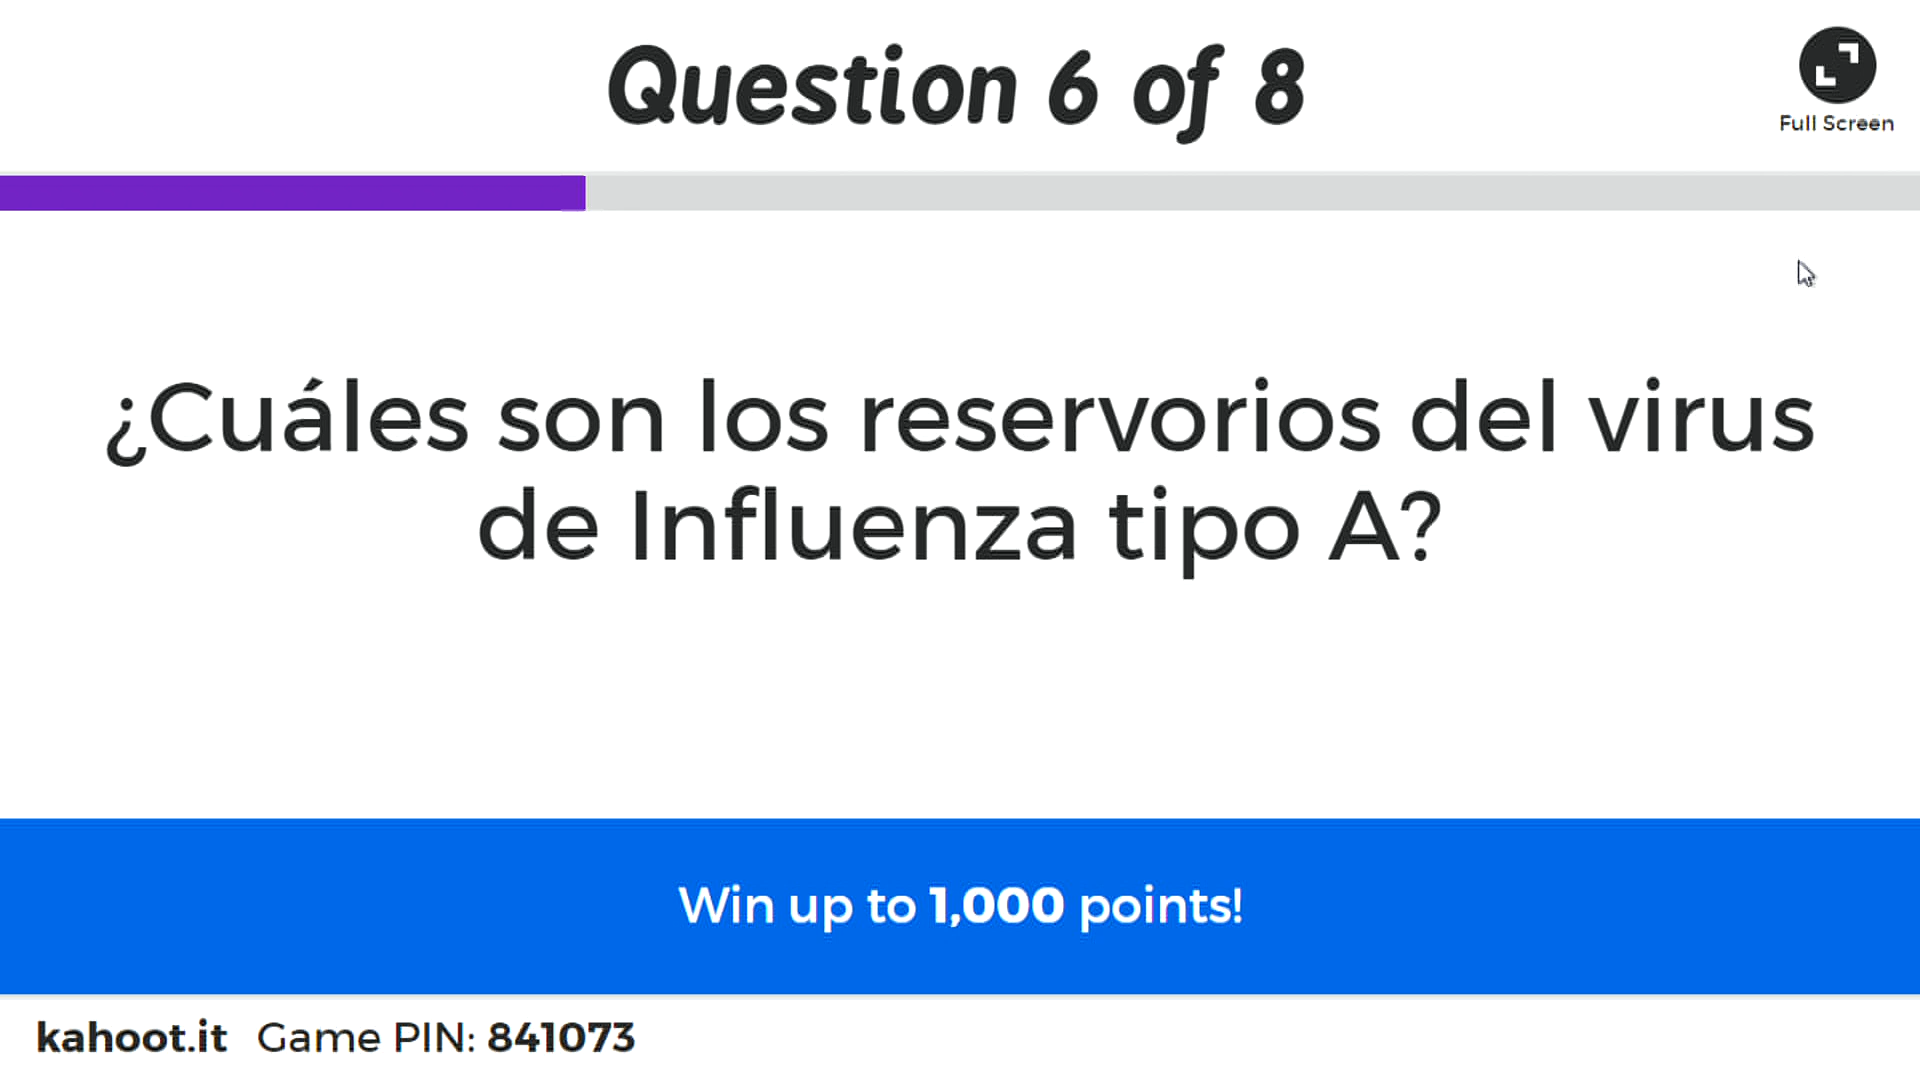 Question 6 of 8
Full Screen
¿Cuáles son los reservorios del virus
de Influenza tipo A?
Win up to 1,000 points!
kahoot.it Game PIN: 841073